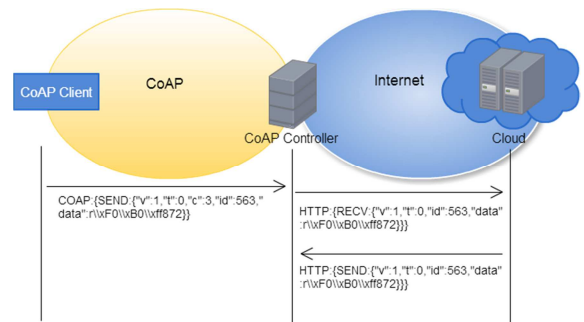 CoAP
Internet
CoAP Client
CoAP Controller
Cloud
COAP:{SEND:{"v":1,"t":0,"c":3,"id":563,"
data":r\\xF0\\xB0\\xff872}}
HTTP:{RECV:{"v":1,"t":0,"id":563,"data"
:r\\xF0\\xB0\\xff872}}}
HTTP:{SEND:{"v":1,"t":0,"id":563,"data"
:r\\xF0\\xB0\\xff872}}}